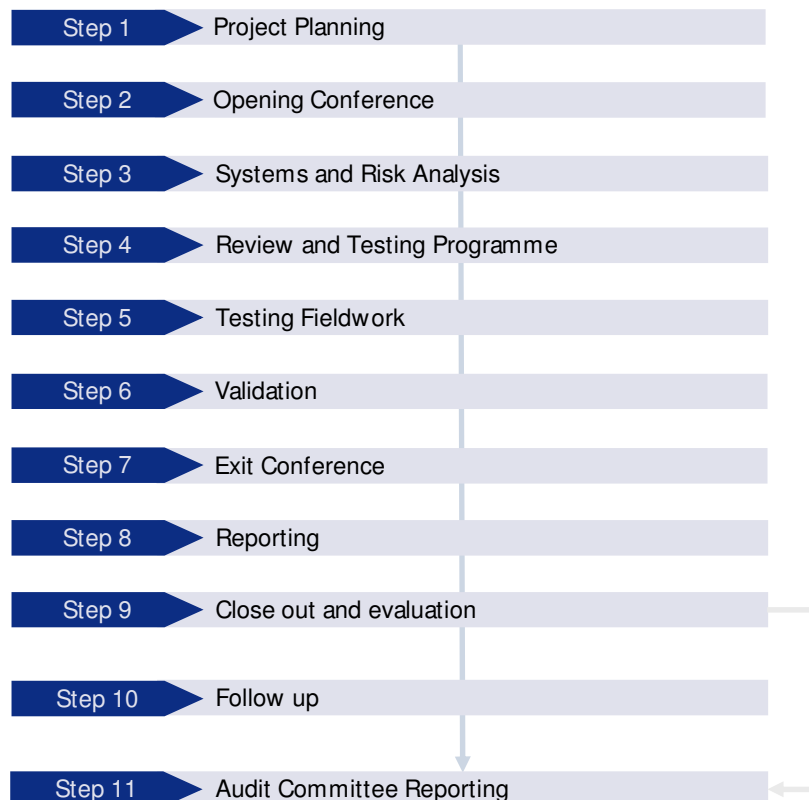 Step 1 Project Planning
Step 2 Opening Conference
Step 3 Systems and Risk Analysis
Step 4 Review and Testing Programme
Step 5 Testing Fieldwork
Step 6 Validation
Step 7 Exit Conference
Step 8 Reporting
Step 9 Close out and evaluation
Step 10 Follow up
Step 11 Audit Committee Reporting